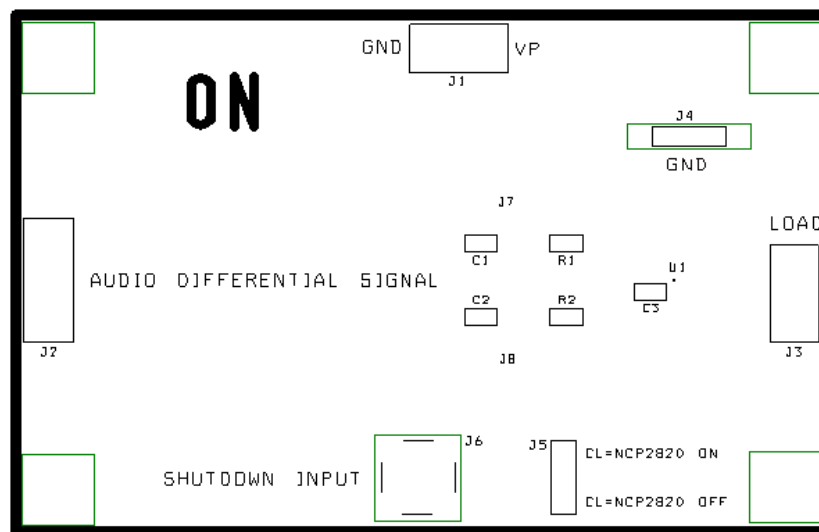 GND VP
J1
ON
J4
GND
J7
LOAD
C1 R1
U1
AUDIO DIFFERENTIAL SIGNAL
C2 R2
C3
J2
J8
J3
J6
J5
CL=NCP2820 ON
SHUTODWN INPUT
CL=NCP2820 OFF